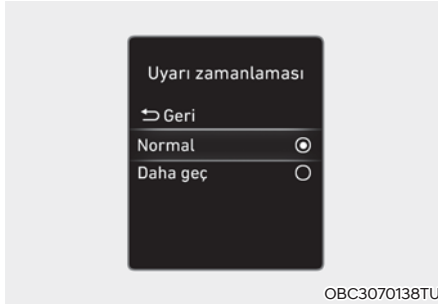 Uyarı zamanlaması
Geri
Normal
Daha geç
OBC3070138TU